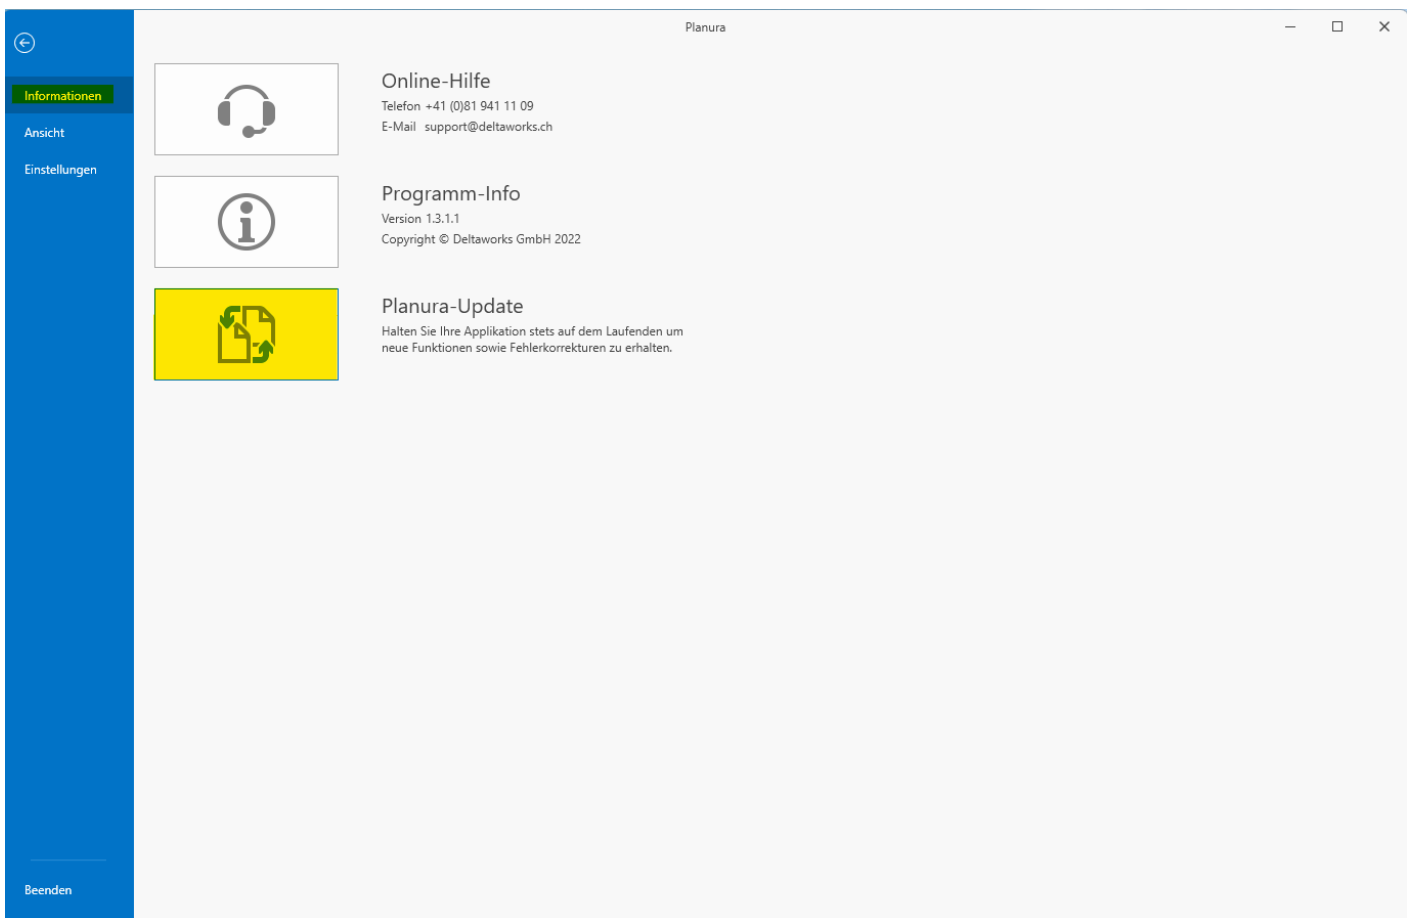 Planura
Informationen
Ansicht
Einstellungen
Beenden
Online-Hilfe
Telefon +41 (0)81 941 11 09
E-Mail support@deltaworks.ch
Programm-Info
Version 1.3.1.1
Copyright © Deltaworks GmbH 2022
Planura-Update
Halten Sie Ihre Applikation stets auf dem Laufenden um
neue Funktionen sowie Fehlerkorrekturen zu erhalten.